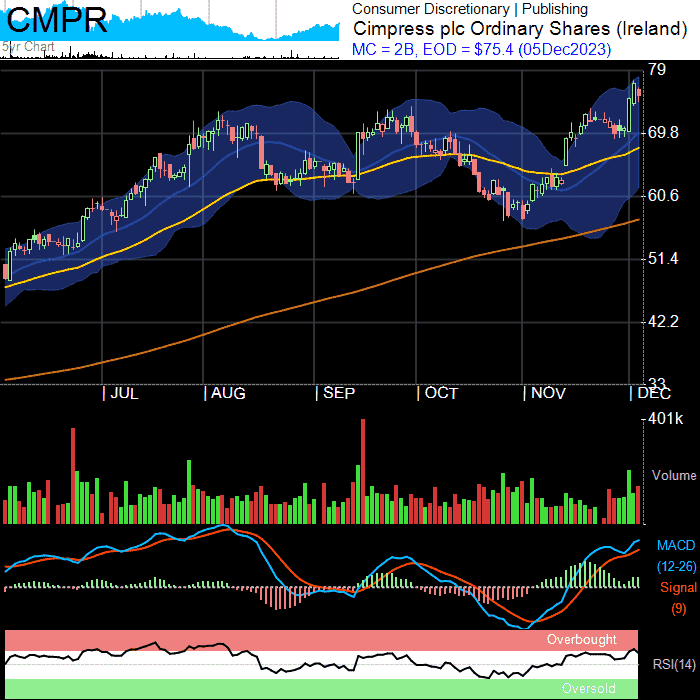 CMPR
5yr Chart
Consumer Discretionary | Publishing
Cimpress plc Ordinary Shares (Ireland)
MC = 2B, EOD = $75.4 (05Dec2023)
79
69.8
60.6
51.4
42.2
33
JUL AUG SEP OCT NOV DEC
401k
Volume
MACD
(12-26)
Signal
(9)
Overbought
RSI(14)
Oversold